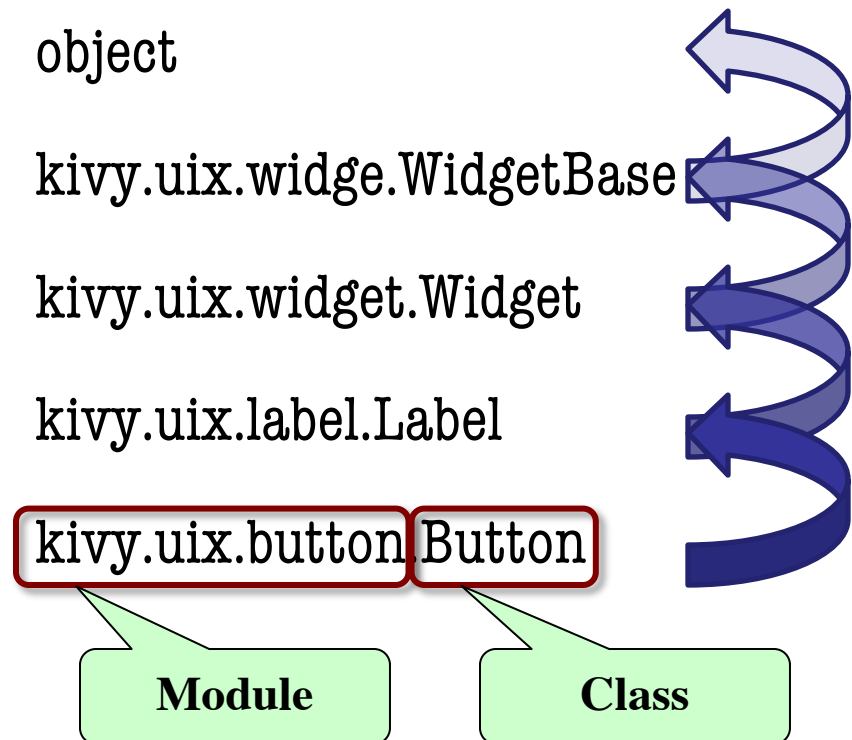 object
kivy.uix.widge.WidgetBase
kivy.uix.widget.Widget
kivy.uix.label.Label
kivy.uix.button.Button
Module
Class